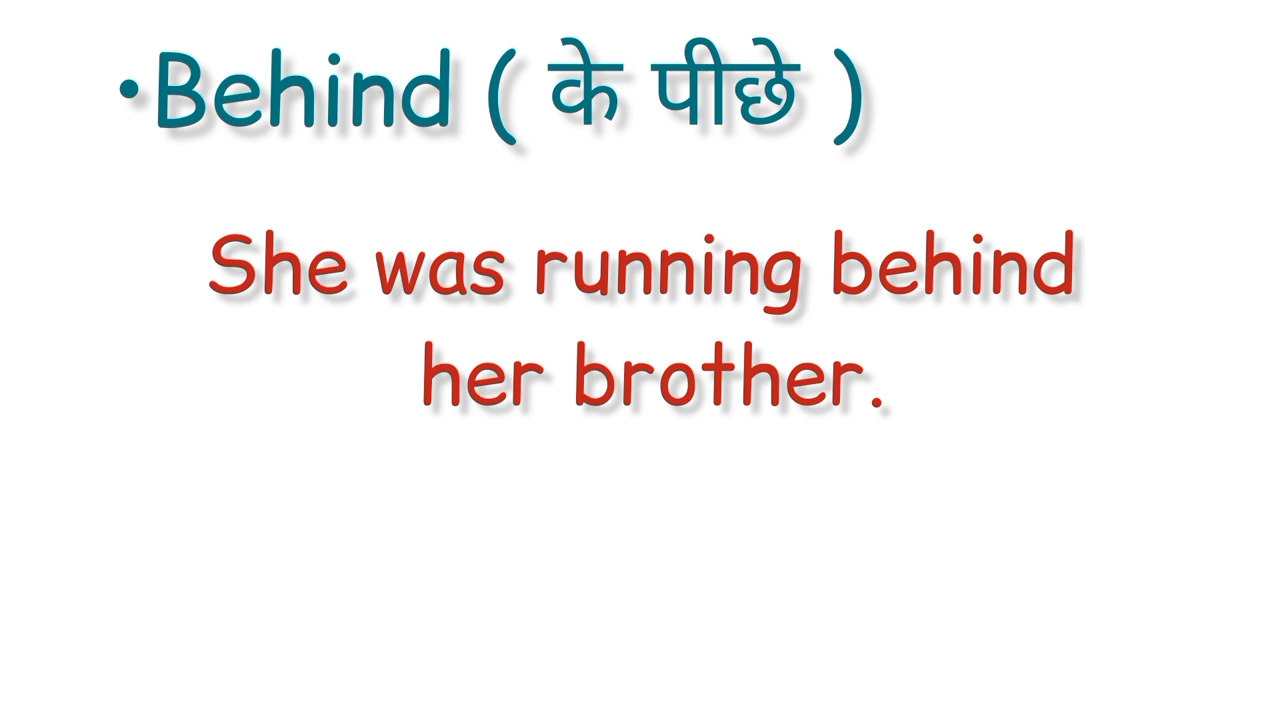 •Behind ( के पीछे )
She was running behind
her brother.